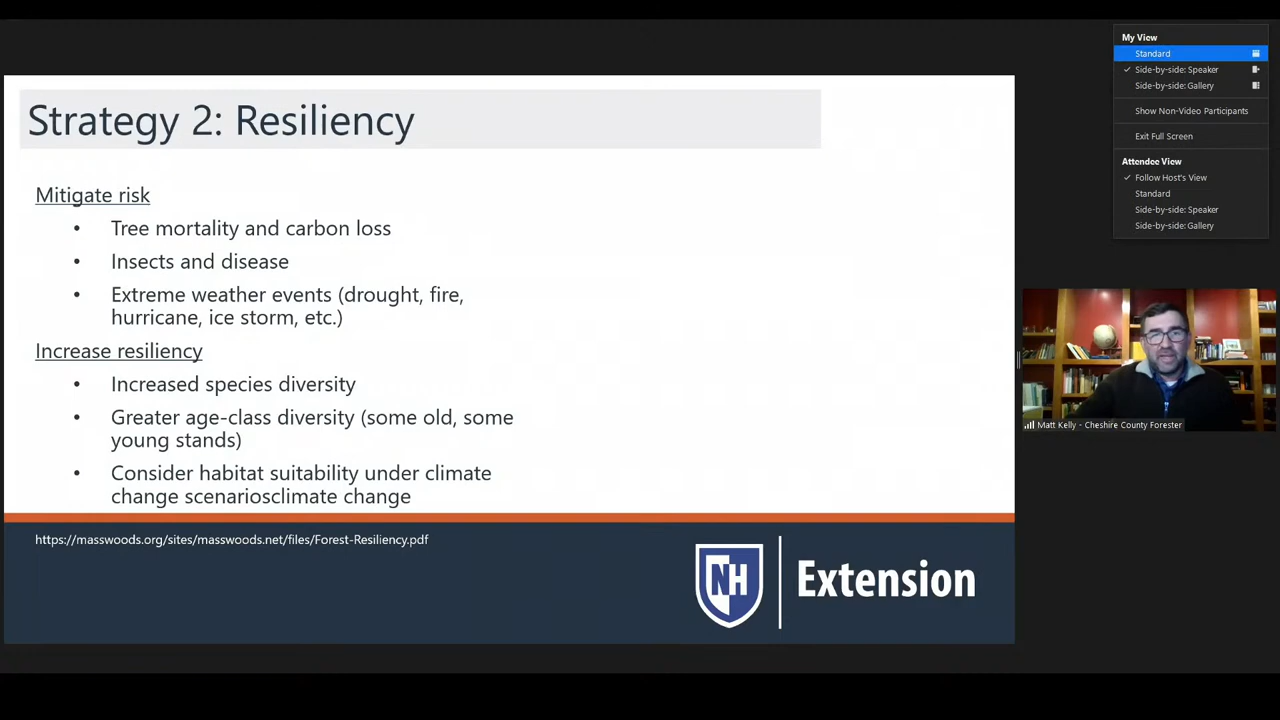 Strategy 2: Resiliency
Mitigate risk
• Tree mortality and carbon loss
• Insects and disease
• Extreme weather events (drought, fire,
hurricane, ice storm, etc.)
Increase resiliency
• Increased species diversity
• Greater age-class diversity (some old, some
young stands)
• Consider habitat suitability under climate
change scenariosclimate change
https://masswoods.org/sites/masswoods.net/files/Forest-Resiliency.pdf
NH
Extension
My View
Standard
Side-by-side: Speaker
Side-by-side: Gallery
Show Non-Video Participants
Exit Full Screen
Attendee View
Follow Host's View
Standard
Side-by-side: Speaker
Side-by-side: Gallery
Matt Kelly - Cheshire County Forester